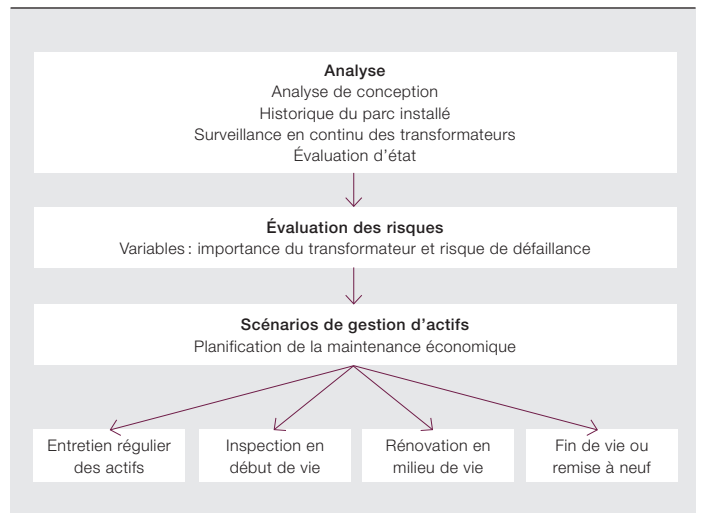 Analyse
Analyse de conception
Historique du parc installé
Surveillance en continu des transformateurs
Évaluation d'état
Évaluation des risques
Variables : importance du transformateur et risque de défaillance
Scénarios de gestion d'actifs
Planification de la maintenance économique
Entretien régulier
des actifs
Inspection en
début de vie
Rénovation en
milieu de vie
Fin de vie ou
remise à neuf